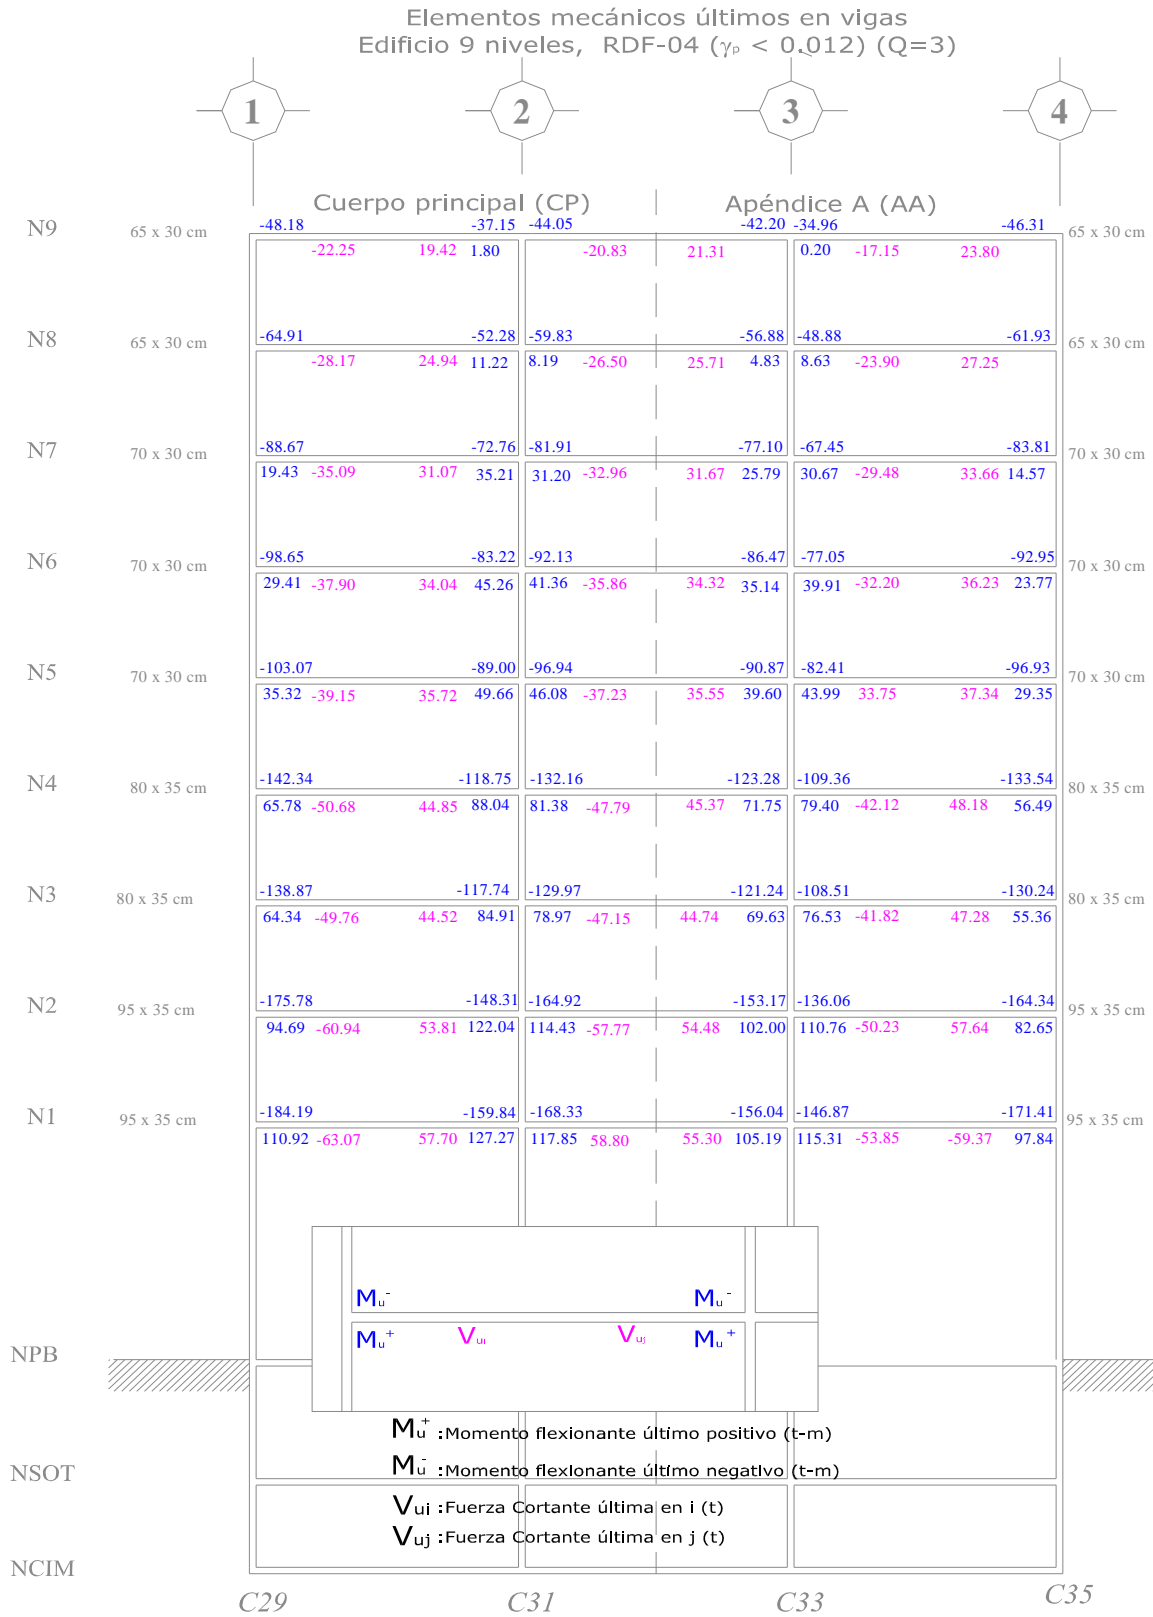 Elementos mecánicos últimos en vigas
Edificio 9 niveles, RDF-04 (γp < 0.012) (Q=3)
1 2 3 4
Cuerpo principal (CP) Apéndice A (AA)
N9 65 x 30 cm -48.18 -37.15 -44.05 -42.20 -34.96 -46.31 65 x 30 cm
-22.25 19.42 1.80 -20.83 21.31 0.20 -17.15 23.80
N8 65 x 30 cm -64.91 -52.28 -59.83 -56.88 -48.88 -61.93 65 x 30 cm
-28.17 24.94 11.22 8.19 -26.50 25.71 4.83 8.63 -23.90 27.25
N7 70 x 30 cm -88.67 -72.76 -81.91 -77.10 -67.45 -83.81 70 x 30 cm
19.43 -35.09 31.07 35.21 31.20 -32.96 31.67 25.79 30.67 -29.48 33.66 14.57
N6 70 x 30 cm -98.65 -83.22 -92.13 -86.47 -77.05 -92.95 70 x 30 cm
29.41 -37.90 34.04 45.26 41.36 -35.86 34.32 35.14 39.91 -32.20 36.23 23.77
N5 70 x 30 cm -103.07 -89.00 -96.94 -90.87 -82.41 -96.93 70 x 30 cm
35.32 -39.15 35.72 49.66 46.08 -37.23 35.55 39.60 43.99 33.75 37.34 29.35
N4 80 x 35 cm -142.34 -118.75 -132.16 -123.28 -109.36 -133.54 80 x 35 cm
65.78 -50.68 44.85 88.04 81.38 -47.79 45.37 71.75 79.40 -42.12 48.18 56.49
N3 80 x 35 cm -138.87 -117.74 -129.97 -121.24 -108.51 -130.24 80 x 35 cm
64.34 -49.76 44.52 84.91 78.97 -47.15 44.74 69.63 76.53 -41.82 47.28 55.36
N2 95 x 35 cm -175.78 -148.31 -164.92 -153.17 -136.06 -164.34 95 x 35 cm
94.69 -60.94 53.81 122.04 114.43 -57.77 54.48 102.00 110.76 -50.23 57.64 82.65
N1 95 x 35 cm -184.19 -159.84 -168.33 -156.04 -146.87 -171.41 95 x 35 cm
110.92 -63.07 57.70 127.27 117.85 58.80 55.30 105.19 115.31 -53.85 -59.37 97.84
Mu- Mu-
Mu+ Vui Vuj Mu+
NPB
Mu+ :Momento flexionante último positivo (t-m)
NSOT
Mu- :Momento flexionante último negativo (t-m)
Vui :Fuerza Cortante última en i (t)
Vuj :Fuerza Cortante última en j (t)
NCIM
C29 C31 C33 C35